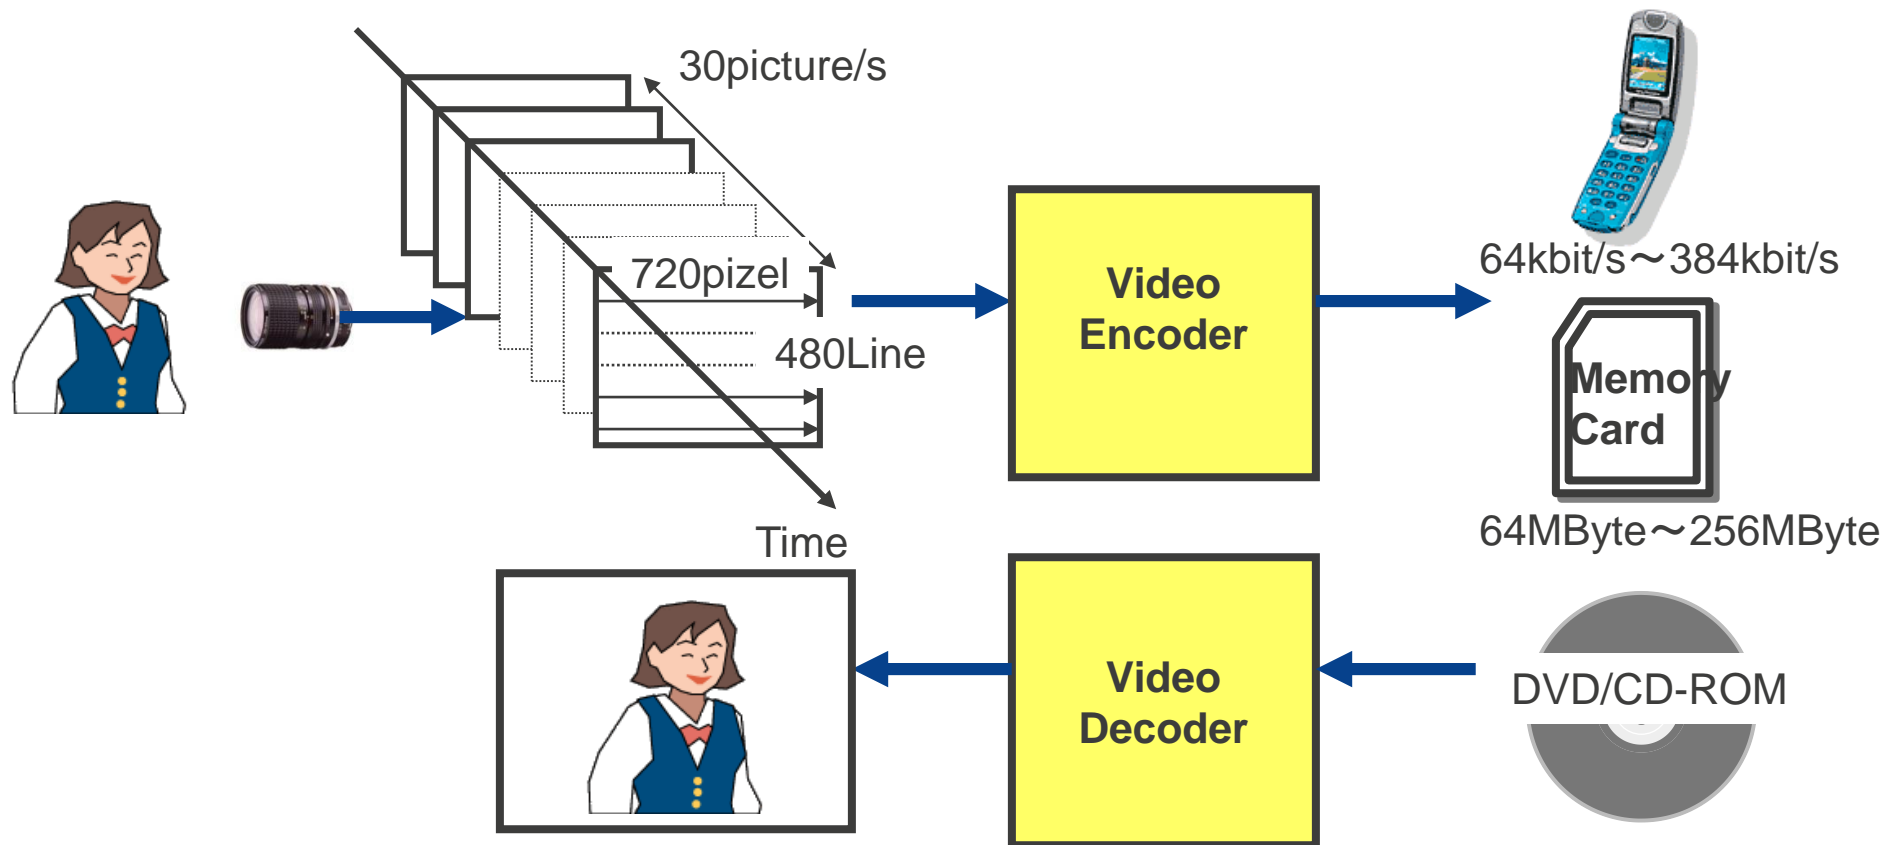 30picture/s
720pizel
480Line
Time
Video
Encoder
64kbit/s～384kbit/s
Memory
Card
64MByte～256MByte
Video
Decoder
DVD/CD-ROM